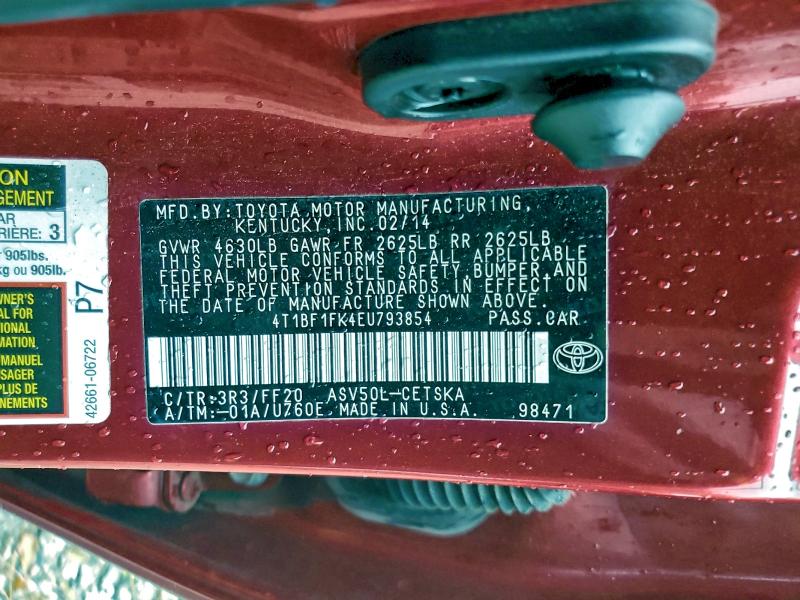 ON
GEMENT
AR
RIÈRE: 3
r 905lbs.
kg ou 905lb.
WNER'S
AL FOR
TIONAL
MATION
MANUEL
USAGER
PLUS DE
ATIONS
P7
42661-06722
MFD. BY: TOYOTA MOTOR MANUFACTURING,
KENTUCKY, INC. 02/14
GVWR 4630LB GAWR FR 2625LB RR 2625LB
THIS VEHICLE CONFORMS TO ALL APPLICABLE
FEDERAL MOTOR VEHICLE SAFETY, BUMPER, AND
THEFT PREVENTION STANDARDS IN EFFECT ON
THE DATE OF MANUFACTURE SHOWN ABOVE.
4T1BF1FK4EU793854 PASS. CAR
C/TR:3R3/FF20 ASV50L-CETSKA
A/TM:-01A/U760E MADE IN U.S.A. 98471